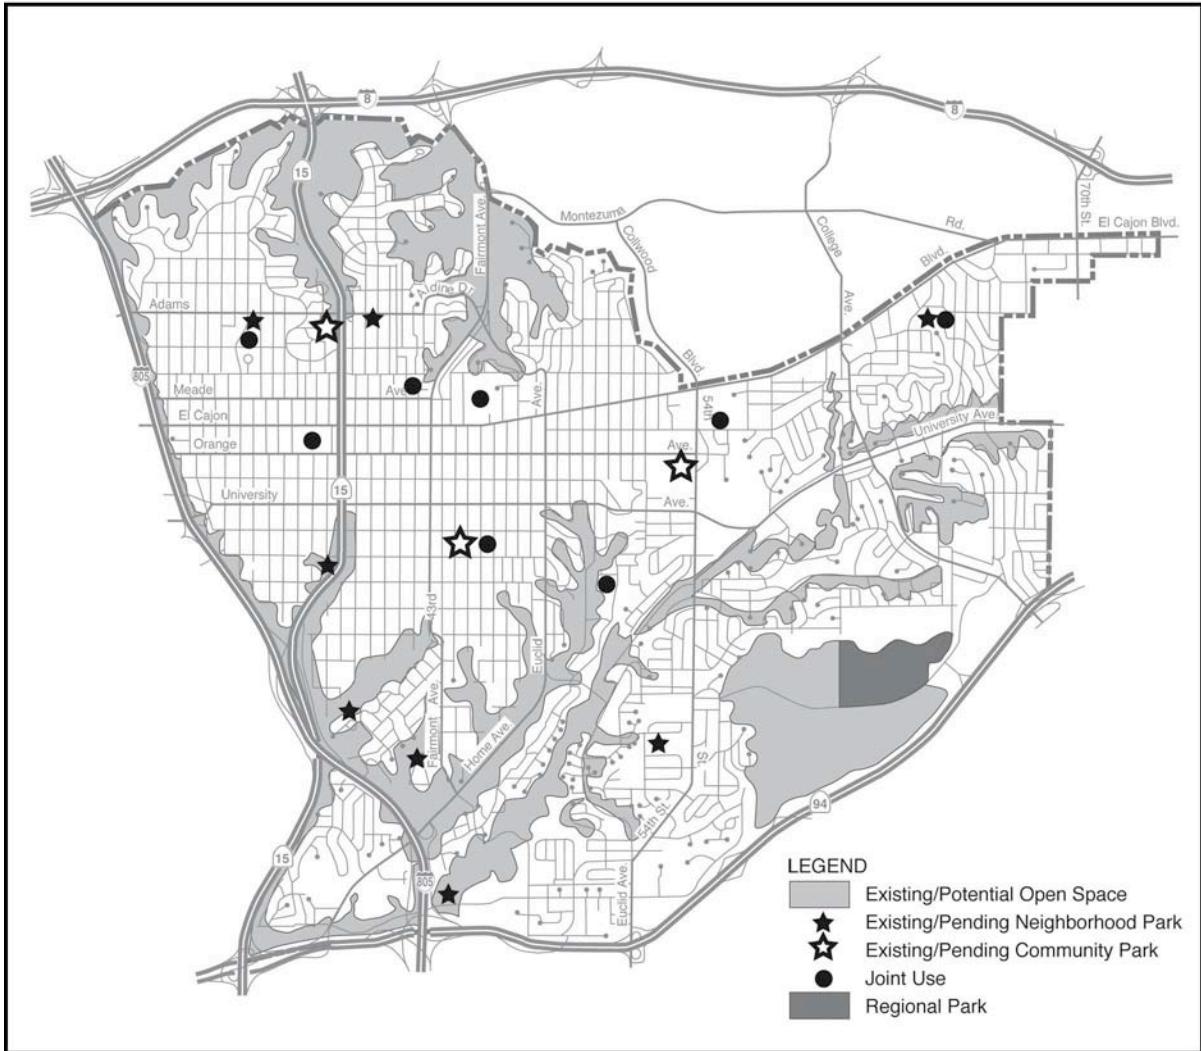 8
8
15
Fairmont Ave.
Montezuma
Collwood
Blvd.
College
Ave.
Rd.
Blvd.
70th St.
El Cajon Blvd.
Adams
Aldine Dr.
805
Meade
Ave.
Ave.
El Cajon
54th
University Ave.
Orange
Ave.
15
University
Ave.
43rd
Euclid
Fairmont Ave.
Home Ave.
St.
54th St.
94
15
805
Euclid Ave.
LEGEND
Existing/Potential Open Space
Existing/Pending Neighborhood Park
Existing/Pending Community Park
Joint Use
Regional Park